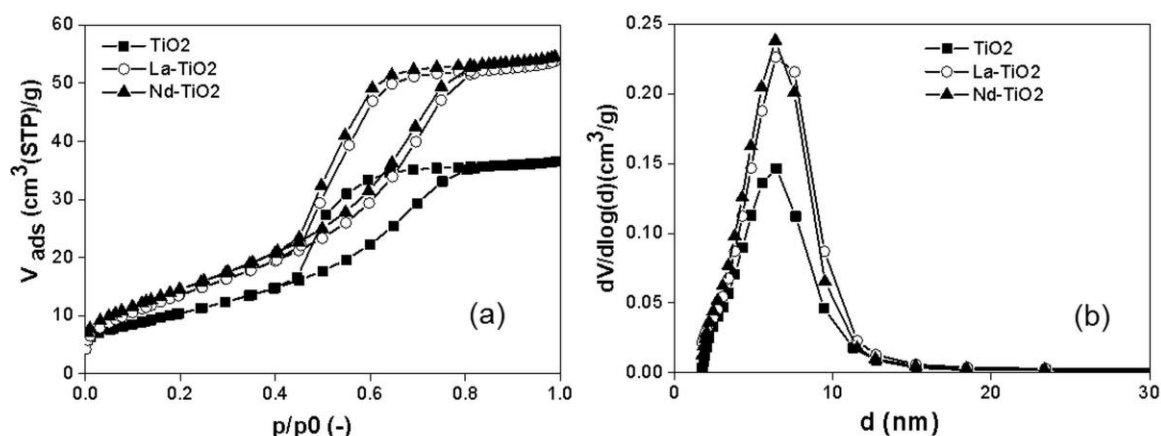 60
50
40
30
20
10
0
V ads (cm³(STP)/g)
TiO2
La-TiO2
Nd-TiO2
(a)
0.0 0.2 0.4 0.6 0.8 1.0
p/p0 (-)
0.25
0.20
0.15
0.10
0.05
0.00
dV/dlog(d)(cm³/g)
TiO2
La-TiO2
Nd-TiO2
(b)
0 10 20 30
d (nm)